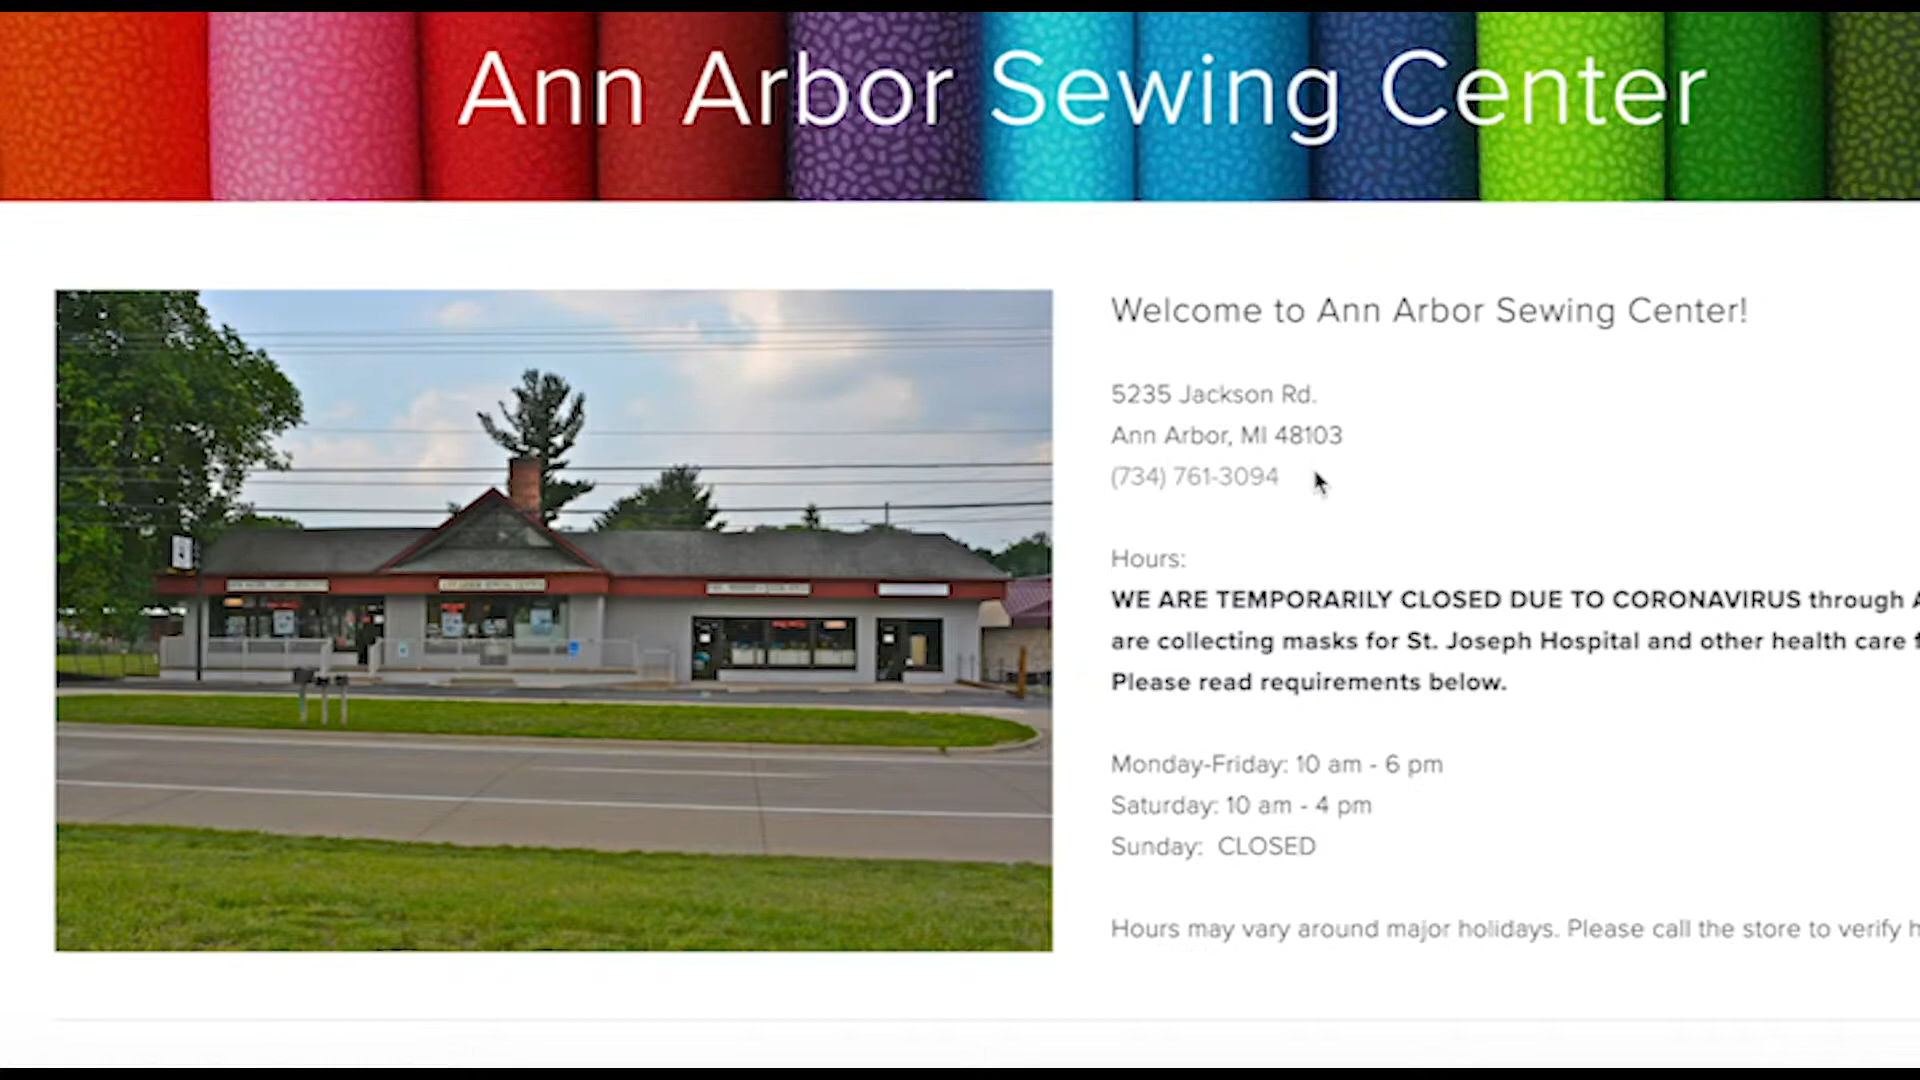 Ann Arbor Sewing Center
Welcome to Ann Arbor Sewing Center!
5235 Jackson Rd.
Ann Arbor, MI 48103
(734) 761-3094
Hours:
WE ARE TEMPORARILY CLOSED DUE TO CORONAVIRUS through
are collecting masks for St. Joseph Hospital and other health care
Please read requirements below.
Monday-Friday: 10 am - 6 pm
Saturday: 10 am - 4 pm
Sunday: CLOSED
Hours may vary around major holidays. Please call the store to verify